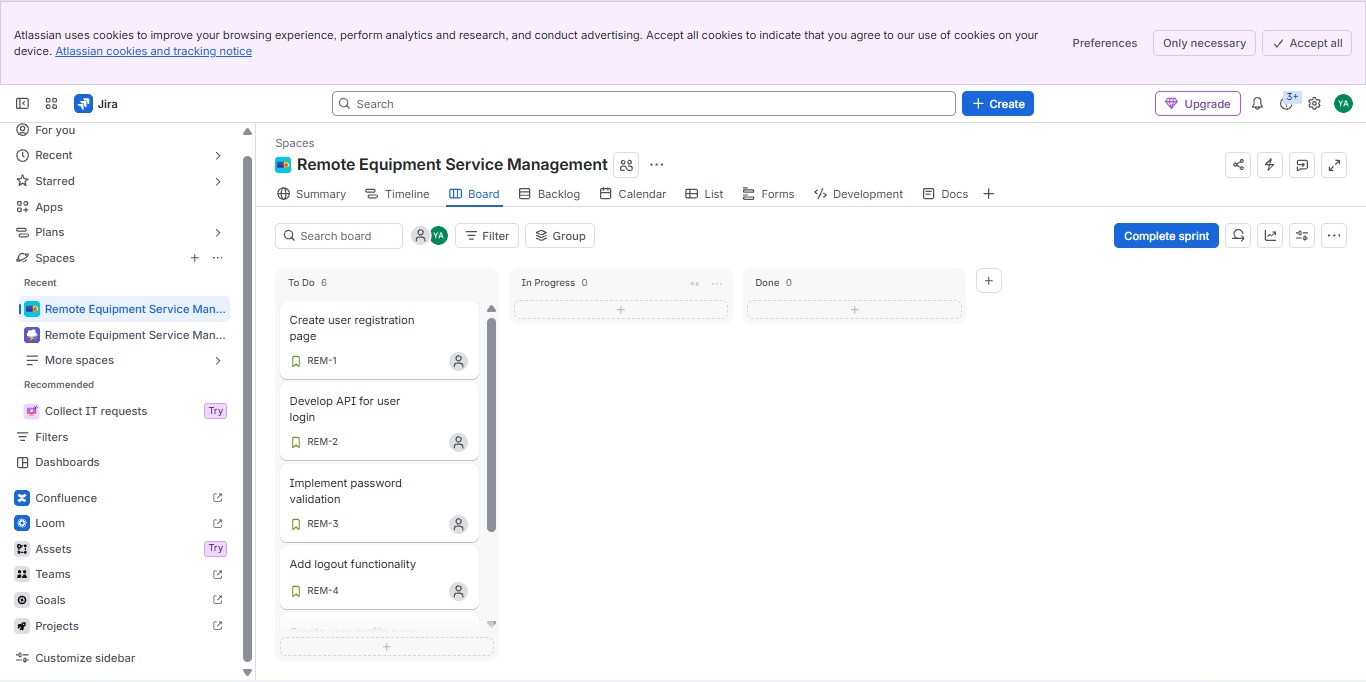 Atlassian uses cookies to improve your browsing experience, perform analytics and research, and conduct advertising. Accept all cookies to indicate that you agree to our use of cookies on your
device. Atlassian cookies and tracking notice
Preferences
Only necessary
Accept all
Jira
Search
Create
Upgrade
3+
YA
For you
Recent
Starred
Apps
Plans
Spaces
Recent
Remote Equipment Service Man...
Remote Equipment Service Man...
More spaces
Recommended
Collect IT requests
Try
Filters
Dashboards
Confluence
Loom
Assets
Try
Teams
Goals
Projects
Customize sidebar
Spaces
Remote Equipment Service Management
Summary
Timeline
Board
Backlog
Calendar
List
Forms
Development
Docs
Search board
YA
Filter
Group
Complete sprint
To Do 6
In Progress 0
Done 0
Create user registration
page
REM-1
Develop API for user
login
REM-2
Implement password
validation
REM-3
Add logout functionality
REM-4